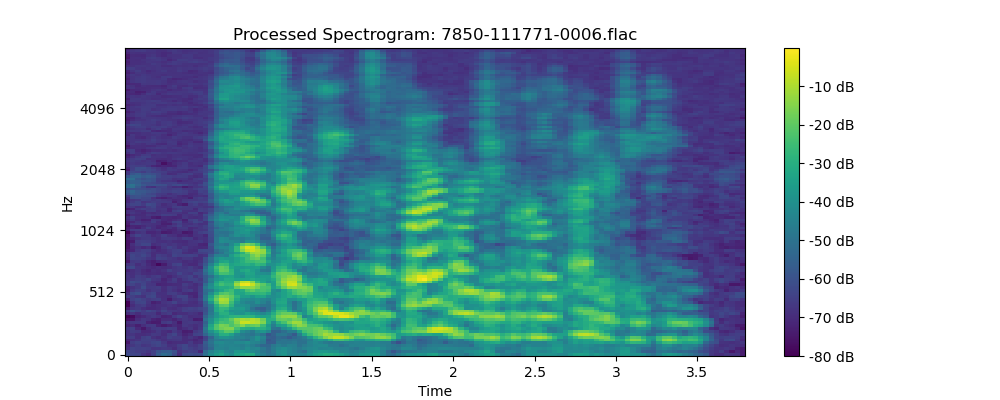 Processed Spectrogram: 7850-111771-0006.flac
Hz
4096
2048
1024
512
0
0 0.5 1 1.5 2 2.5 3 3.5
Time
-10 dB
-20 dB
-30 dB
-40 dB
-50 dB
-60 dB
-70 dB
-80 dB